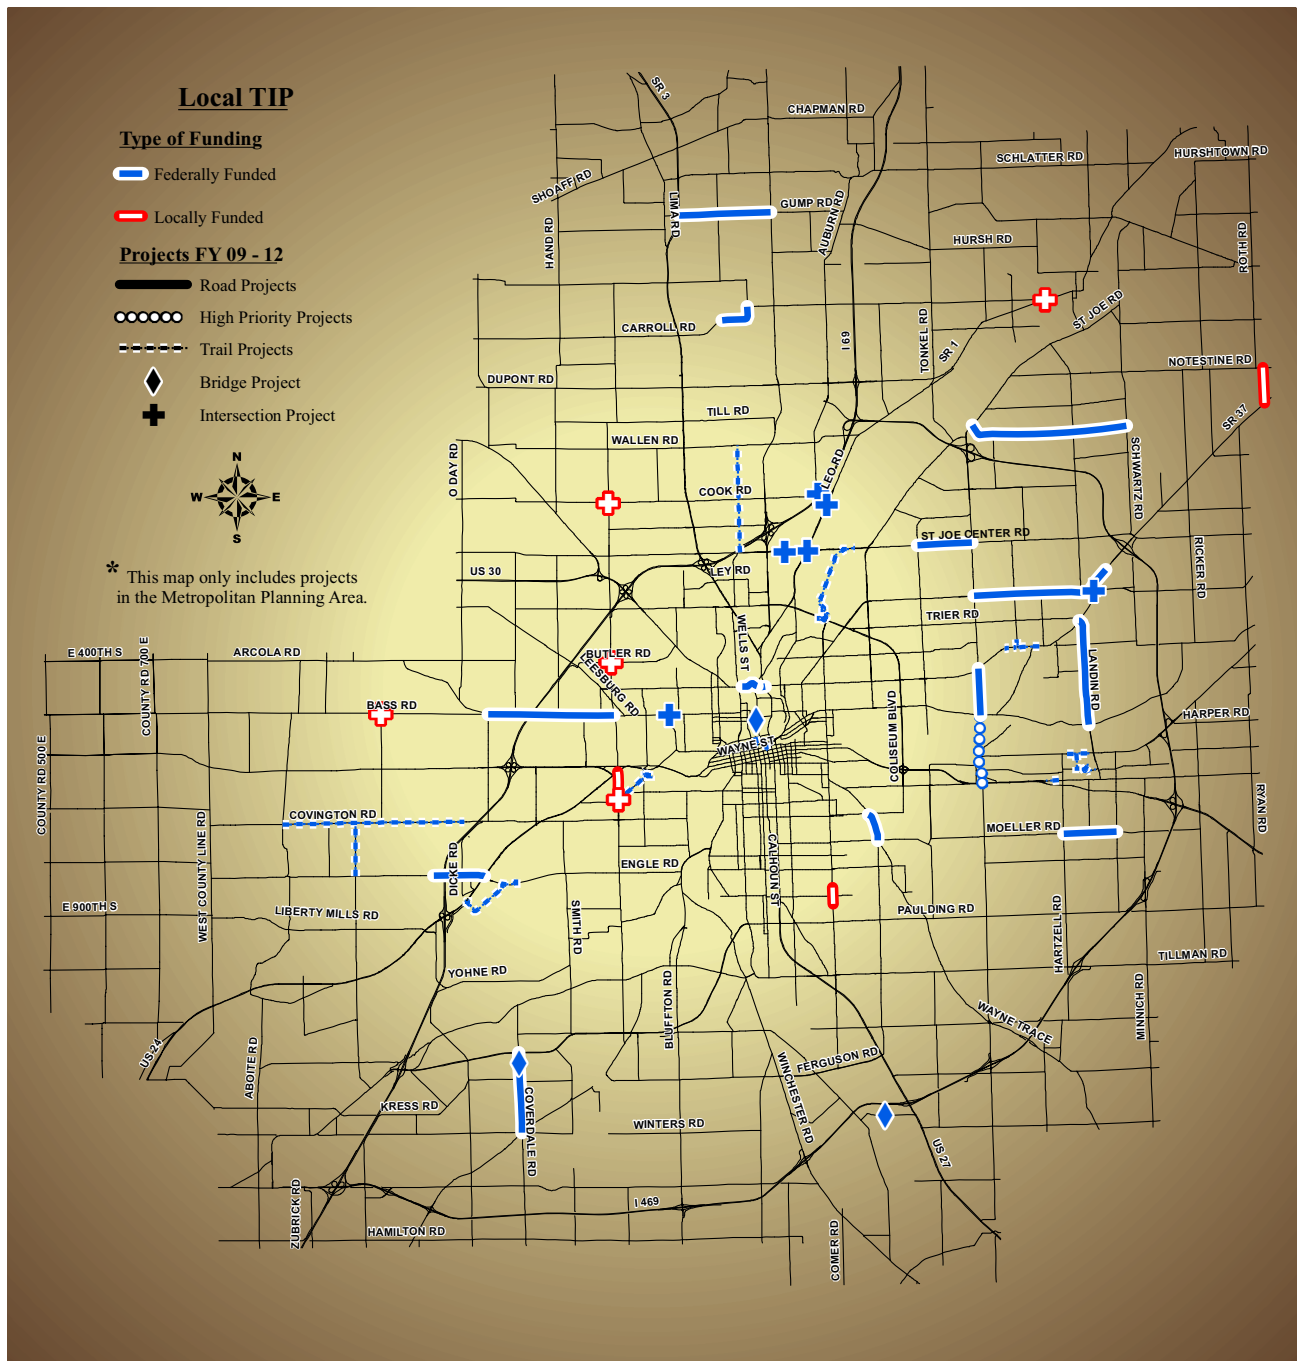 Local TIP
Type of Funding
Federally Funded
Locally Funded
Projects FY 09 - 12
Road Projects
High Priority Projects
Trail Projects
Bridge Project
Intersection Project
N
W E
S
* This map only includes projects
in the Metropolitan Planning Area.
SR 3
CHAPMAN RD
SCHLATTER RD
HURSHTOWN RD
SHOAFF RD
LIMA RD
GUMP RD
AUBURN RD
HAND RD
HURSH RD
ROTH RD
CARROLL RD
I 69
TONKEL RD
SR 1
ST JOE RD
NOTESTINE RD
DUPONT RD
TILL RD
SR 37
WALLEN RD
O DAY RD
LEO RD
SCHWARTZ RD
COOK RD
ST JOE CENTER RD
RICKER RD
US 30
LEY RD
TRIER RD
WELLS ST
E 400TH S
COUNTY RD 700 E
ARCOLA RD
BUTLER RD
LEESBURG RD
LANDIN RD
BASS RD
COLISEUM BLVD
HARPER RD
WAYNE ST
COUNTY RD 500 E
RYAN RD
COVINGTON RD
WEST COUNTY LINE RD
MOELLER RD
DICKE RD
ENGLE RD
CALHOUN ST
E 900TH S
LIBERTY MILLS RD
SMITH RD
PAULDING RD
HARTZELL RD
YOHNE RD
TILLMAN RD
BLUFFTON RD
MINNICH RD
WAYNE TRACE
US 24
ABOITE RD
FERGUSON RD
WINCHESTER RD
KRESS RD
COVERDALE RD
WINTERS RD
US 27
ZUBRICK RD
I 469
HAMILTON RD
COMER RD